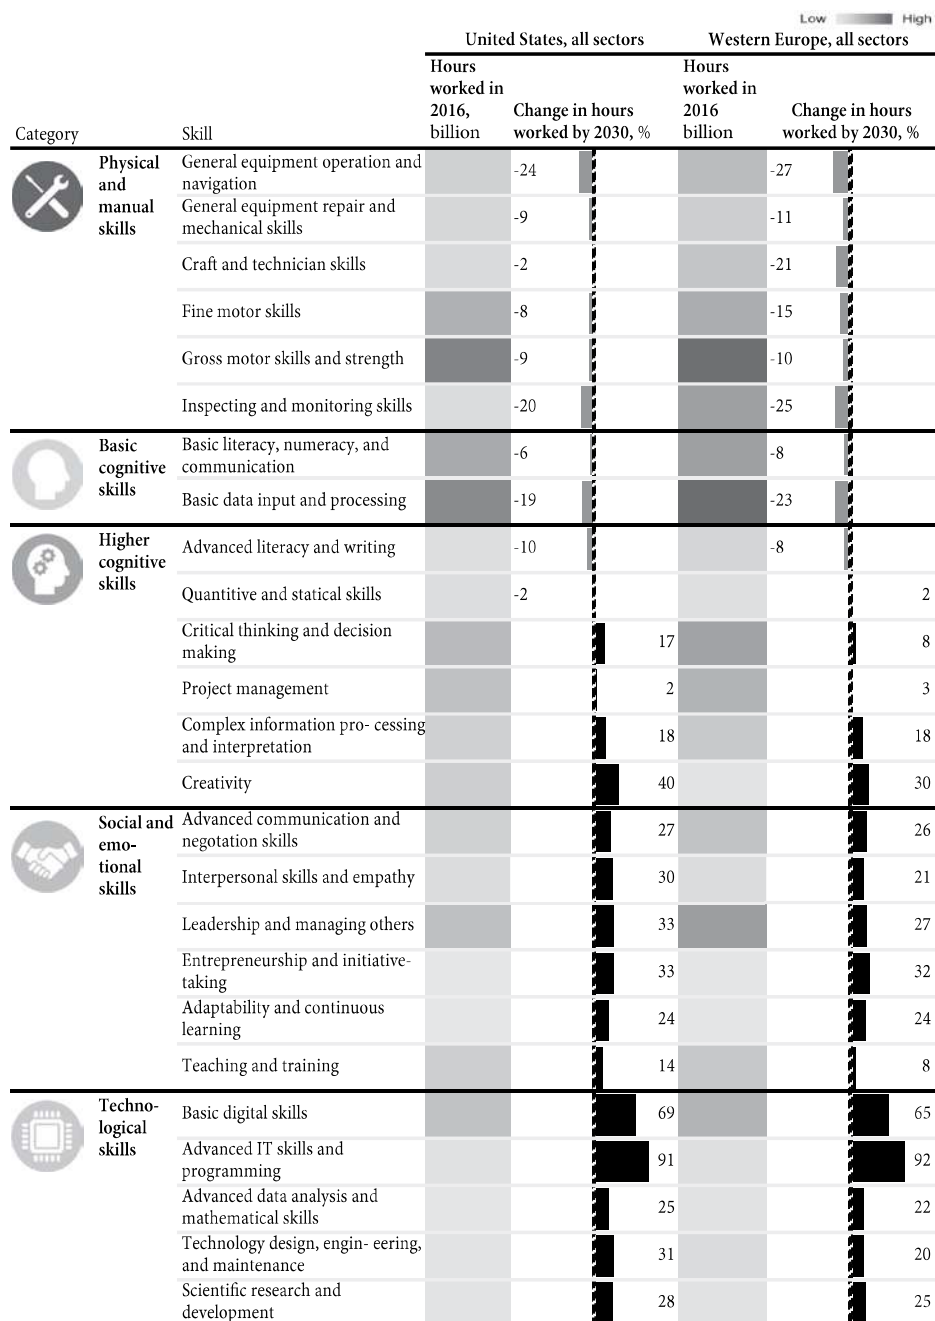 Low High
United States, all sectors Western Europe, all sectors
Hours worked in 2016, billion
Change in hours worked by 2030, %
Hours worked in 2016 billion
Change in hours worked by 2030, %
Category Skill
Physical and manual skills
General equipment operation and navigation -24 -27
General equipment repair and mechanical skills -9 -11
Craft and technician skills -2 -21
Fine motor skills -8 -15
Gross motor skills and strength -9 -10
Inspecting and monitoring skills -20 -25
Basic cognitive skills
Basic literacy, numeracy, and communication -6 -8
Basic data input and processing -19 -23
Higher cognitive skills
Advanced literacy and writing -10 -8
Quantitive and statical skills -2 2
Critical thinking and decision making 17 8
Project management 2 3
Complex information pro- cessing and interpretation 18 18
Creativity 40 30
Social and emo- tional skills
Advanced communication and negotation skills 27 26
Interpersonal skills and empathy 30 21
Leadership and managing others 33 27
Entrepreneurship and initiative- taking 33 32
Adaptability and continuous learning 24 24
Teaching and training 14 8
Techno- logical skills
Basic digital skills 69 65
Advanced IT skills and programming 91 92
Advanced data analysis and mathematical skills 25 22
Technology design, engin- eering, and maintenance 31 20
Scientific research and development 28 25